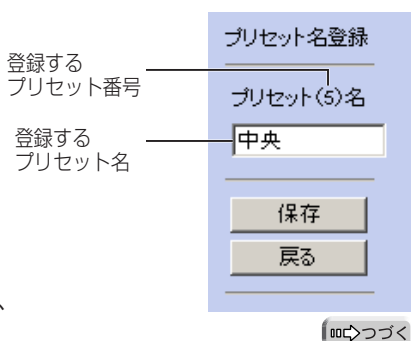 プリセット名登録
登録する
プリセット番号
プリセット(5)名
登録する
プリセット名
中央
保存
戻る
、
つづく